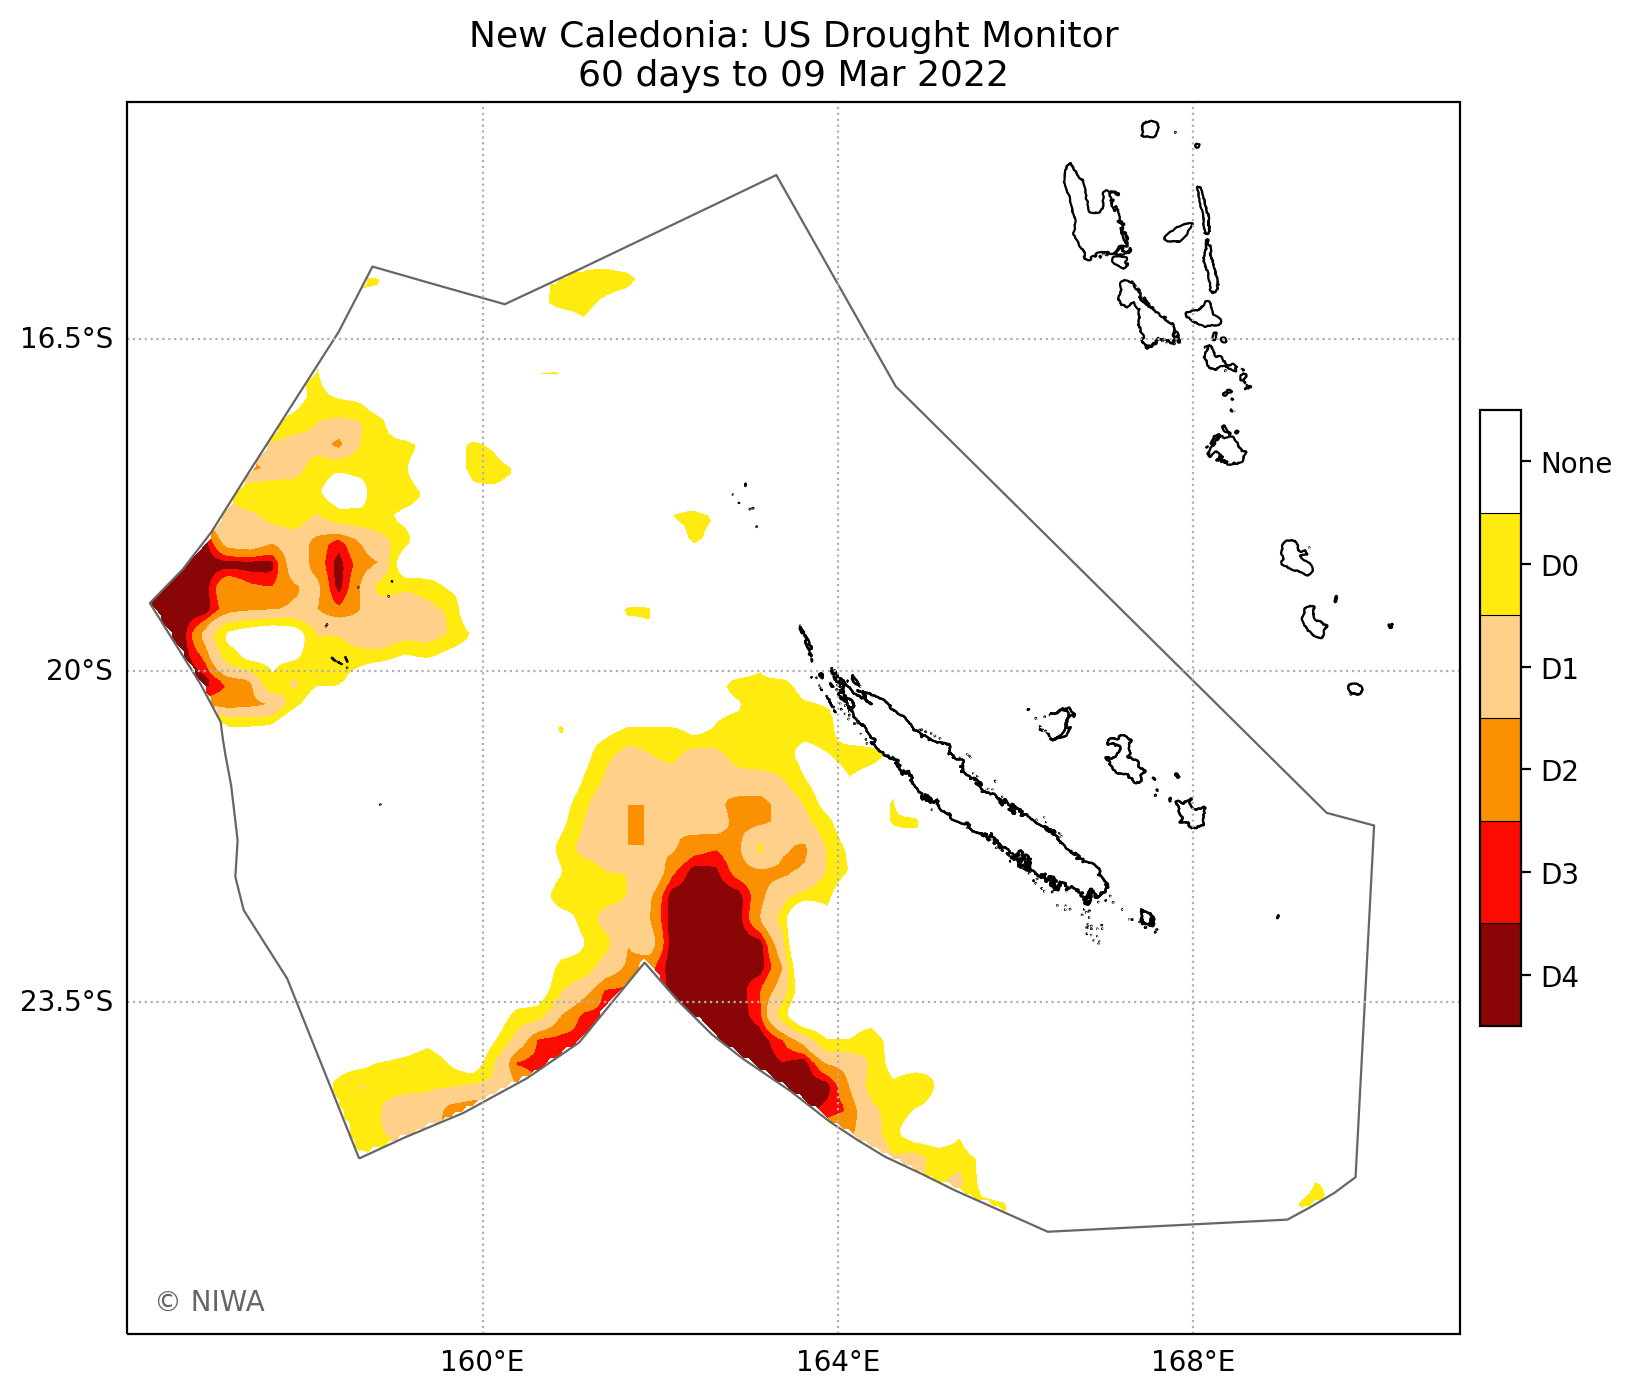 New Caledonia: US Drought Monitor
60 days to 09 Mar 2022
16.5°S
20°S
23.5°S
160°E
164°E
168°E
None
D0
D1
D2
D3
D4
© NIWA